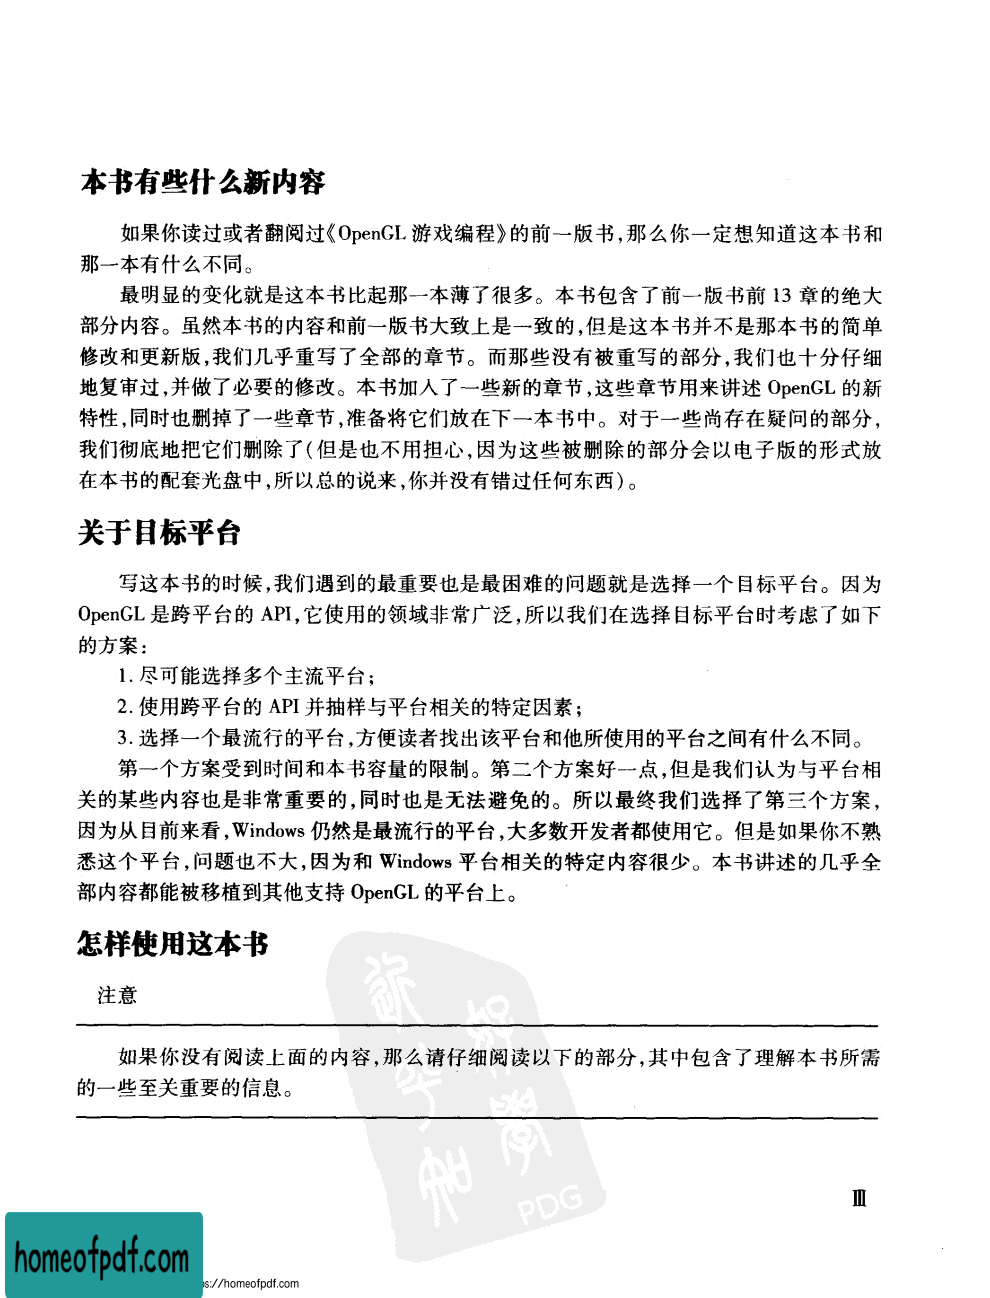 本书有些什么新内容
如果你读过或者翻阅过《OpenGL 游戏编程》的前一版书,那么你一定想知道这本书和
那一本有什么不同。
最明显的变化就是这本书比起那一本薄了很多。本书包含了前一版书前 13 章的绝大
部分内容。虽然本书的内容和前一版书大致上是一致的,但是这本书并不是那本书的简单
修改和更新版,我们几乎重写了全部的章节。而那些没有被重写的部分,我们也十分仔细
地复审过,并做了必要的修改。本书加入了一些新的章节,这些章节用来讲述 OpenGL 的新
特性,同时也删掉了一些章节,准备将它们放在下一本书中。对于一些尚存在疑问的部分,
我们彻底地把它们删除了(但是也不用担心,因为这些被删除的部分会以电子版的形式放
在本书的配套光盘中,所以总的说来,你并没有错过任何东西)。
关于目标平台
写这本书的时候,我们遇到的最重要也是最困难的问题就是选择一个目标平台。因为
OpenGL 是跨平台的 API,它使用的领域非常广泛,所以我们在选择目标平台时考虑了如下
的方案:
1. 尽可能选择多个主流平台;
2. 使用跨平台的 API 并抽样与平台相关的特定因素;
3. 选择一个最流行的平台,方便读者找出该平台和他所使用的平台之间有什么不同。
第一个方案受到时间和本书容量的限制。第二个方案好一点,但是我们认为与平台相
关的某些内容也是非常重要的,同时也是无法避免的。所以最终我们选择了第三个方案,
因为从目前来看,Windows 仍然是最流行的平台,大多数开发者都使用它。但是如果你不熟
悉这个平台,问题也不大,因为和 Windows 平台相关的特定内容很少。本书讲述的几乎全
部内容都能被移植到其他支持 OpenGL 的平台上。
怎样使用这本书
注意
如果你没有阅读上面的内容,那么请仔细阅读以下的部分,其中包含了理解本书所需
的一些至关重要的信息。
PDG
III
homeofpdf.com
ps://homeofpdf.com